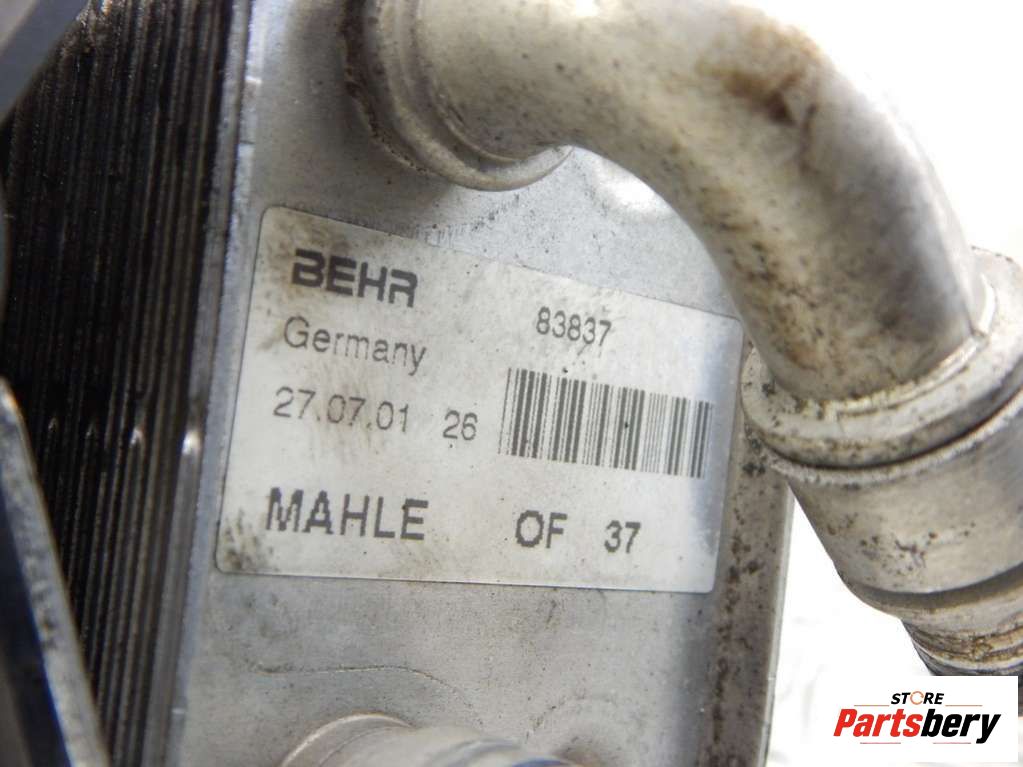 BEHR
83837
Germany
27.07.01 26
MAHLE OF 37
STORE
Partsbery